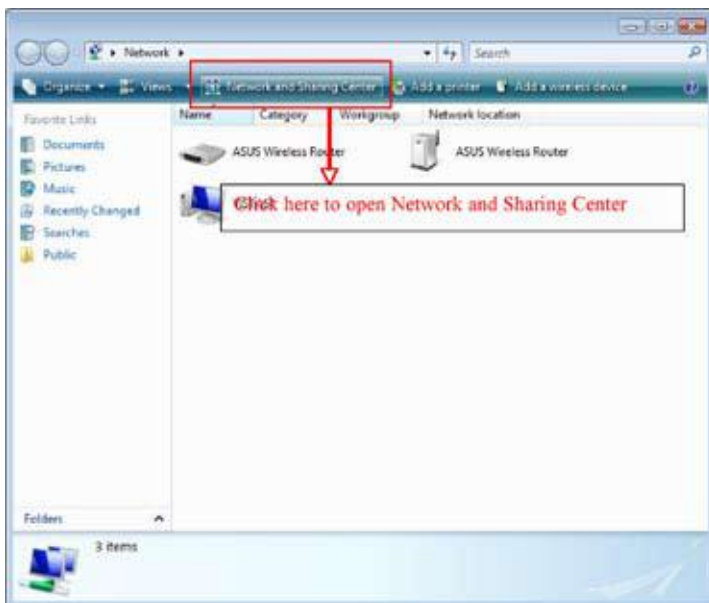 Network
Search
Organize
Views
Network and Sharing Center
Add a printer
Add a wireless device
Favorite Links
Name
Category
Workgroup
Network location
Documents
Pictures
Music
Recently Changed
Searches
Public
ASUS Wireless Router
ASUS Wireless Router
Click here to open Network and Sharing Center
Folders
3 items